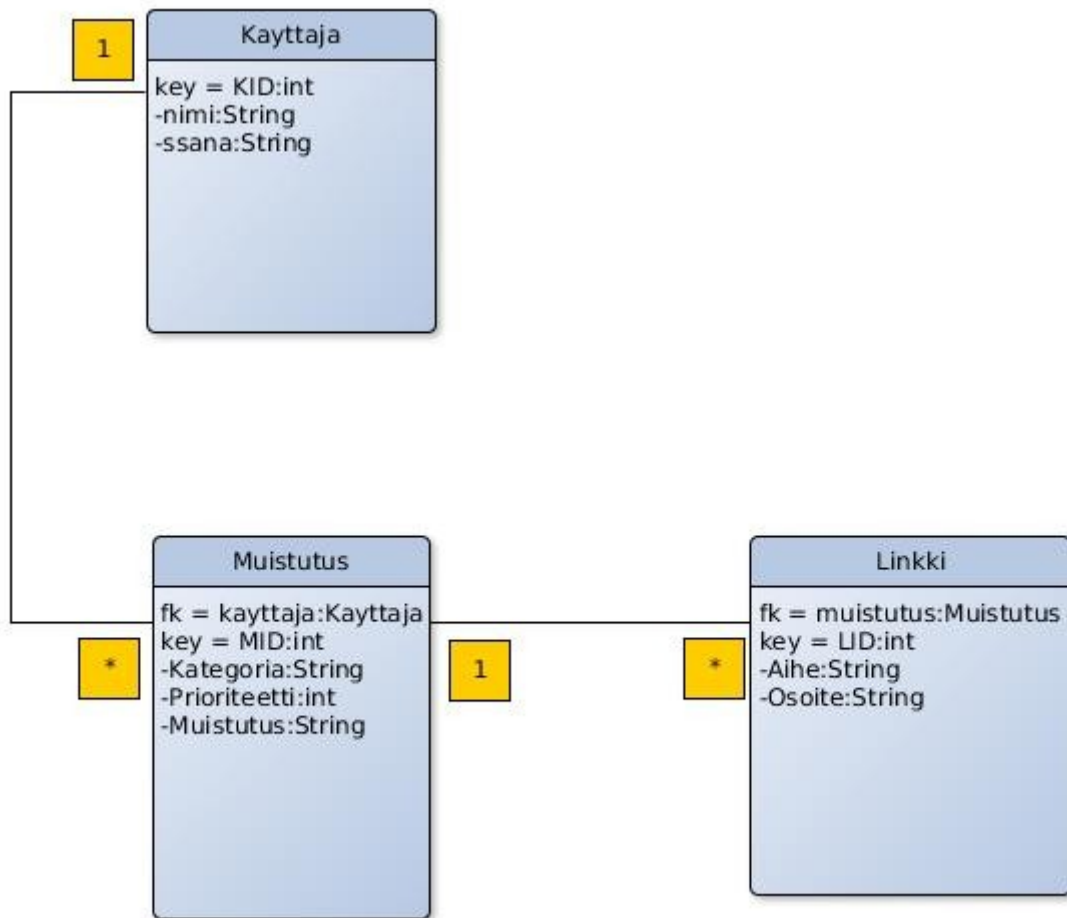 1
Kayttaja
key = KID:int
-nimi:String
-ssana:String
Muistutus
fk = kayttaja:Kayttaja
key = MID:int
-Kategoria:String
-Prioriteetti:int
-Muistutus:String
*
1
*
Linkki
fk = muistutus:Muistutus
key = LID:int
-Aihe:String
-Osoite:String